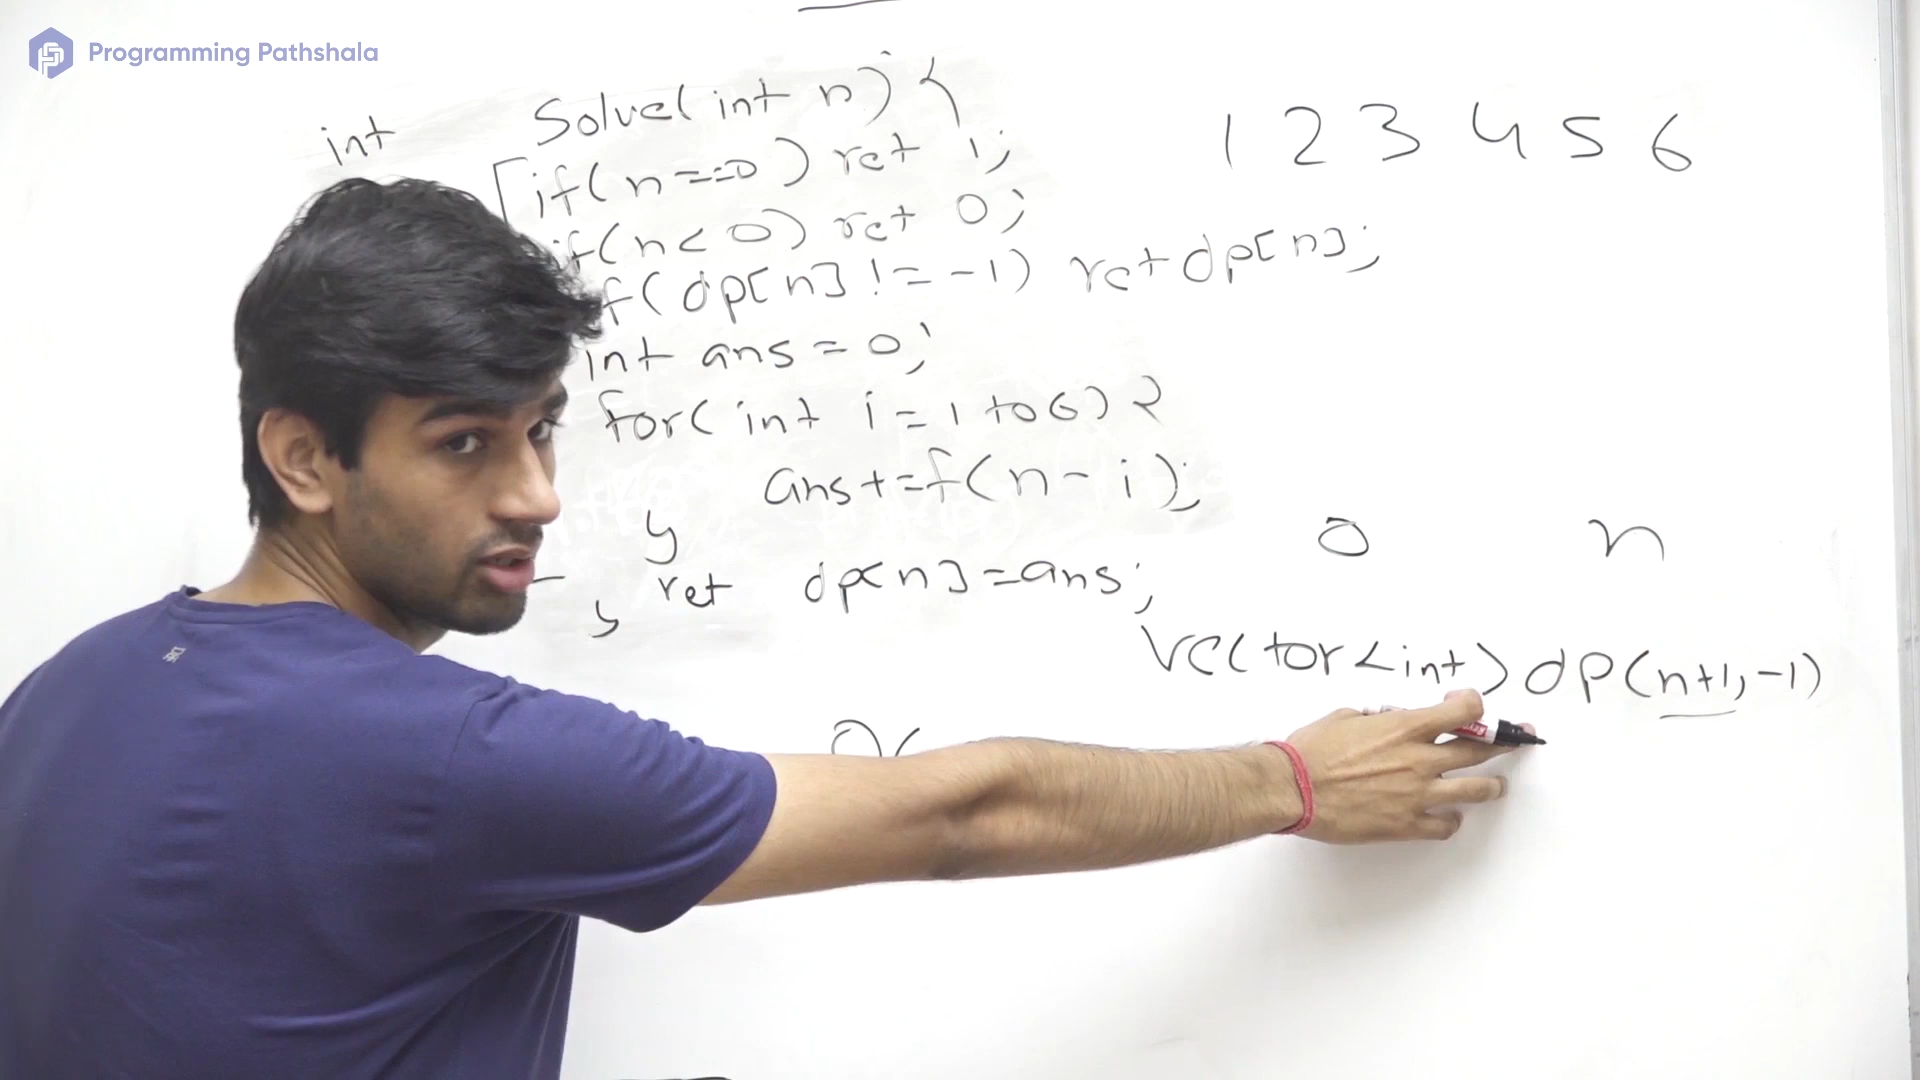 Programming Pathshala
int Solve(int n) {
if(n==0) ret 1;
if(n<0) ret 0;
if(dp[n] != -1) ret dp[n];
int ans = 0;
for(int i = 1 to 6) {
ans+=f(n-i);
}
ret dp[n]=ans;
}
1 2 3 4 5 6
0 n
vector<int> dp(n+1,-1)